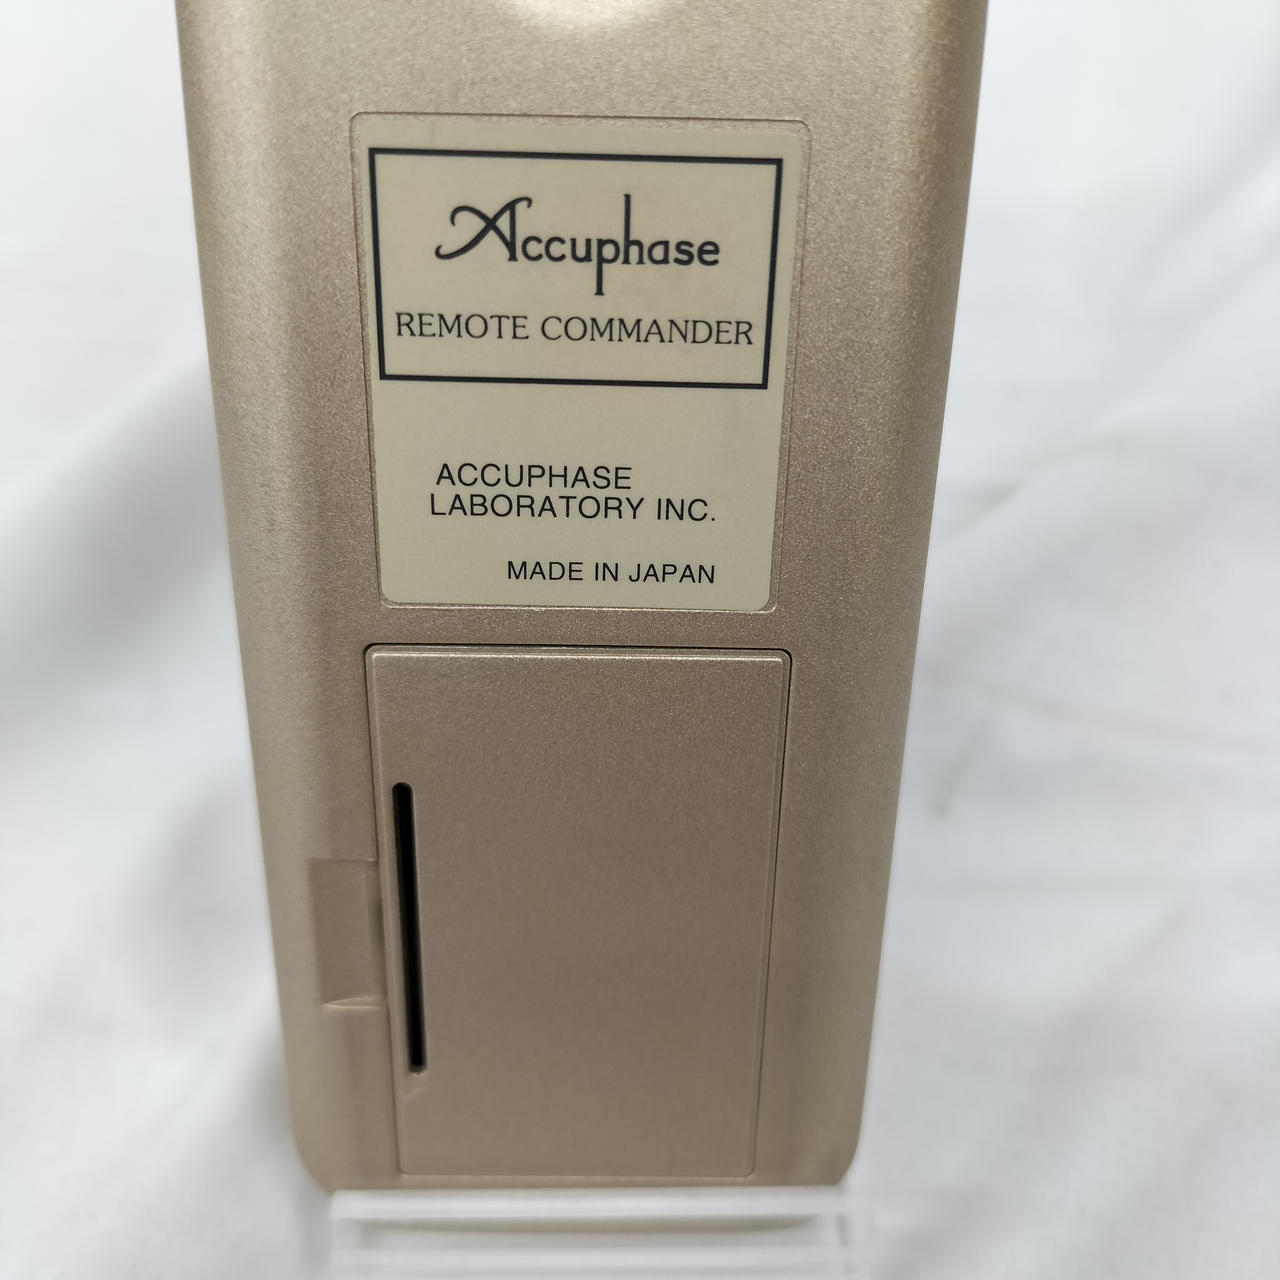 Accuphase
REMOTE COMMANDER
ACCUPHASE
LABORATORY INC.
MADE IN JAPAN